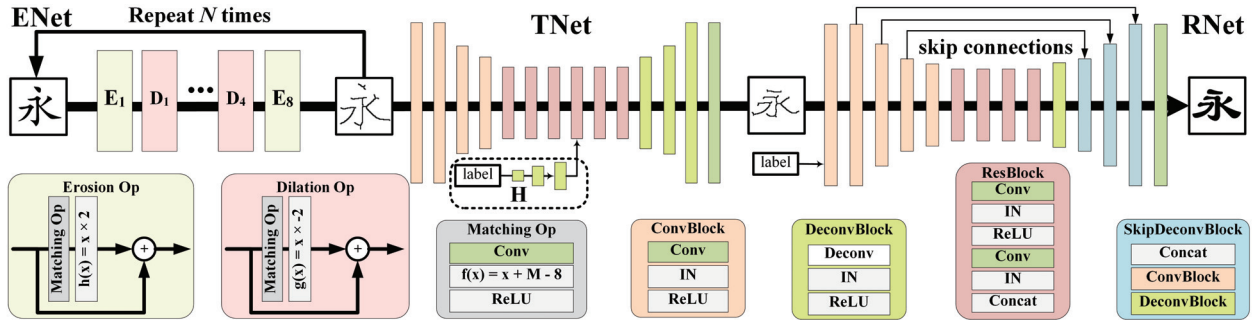 ENet
Repeat N times
TNet
skip connections
RNet
永
E1
D1
•••
D4
E8
永
永
永
label
H
label
Erosion Op
Matching Op
h(x) = x × 2
+
Dilation Op
Matching Op
g(x) = x × -2
+
Matching Op
Conv
f(x) = x + M - 8
ReLU
ConvBlock
Conv
IN
ReLU
DeconvBlock
Deconv
IN
ReLU
ResBlock
Conv
IN
ReLU
Conv
IN
Concat
SkipDeconvBlock
Concat
ConvBlock
DeconvBlock